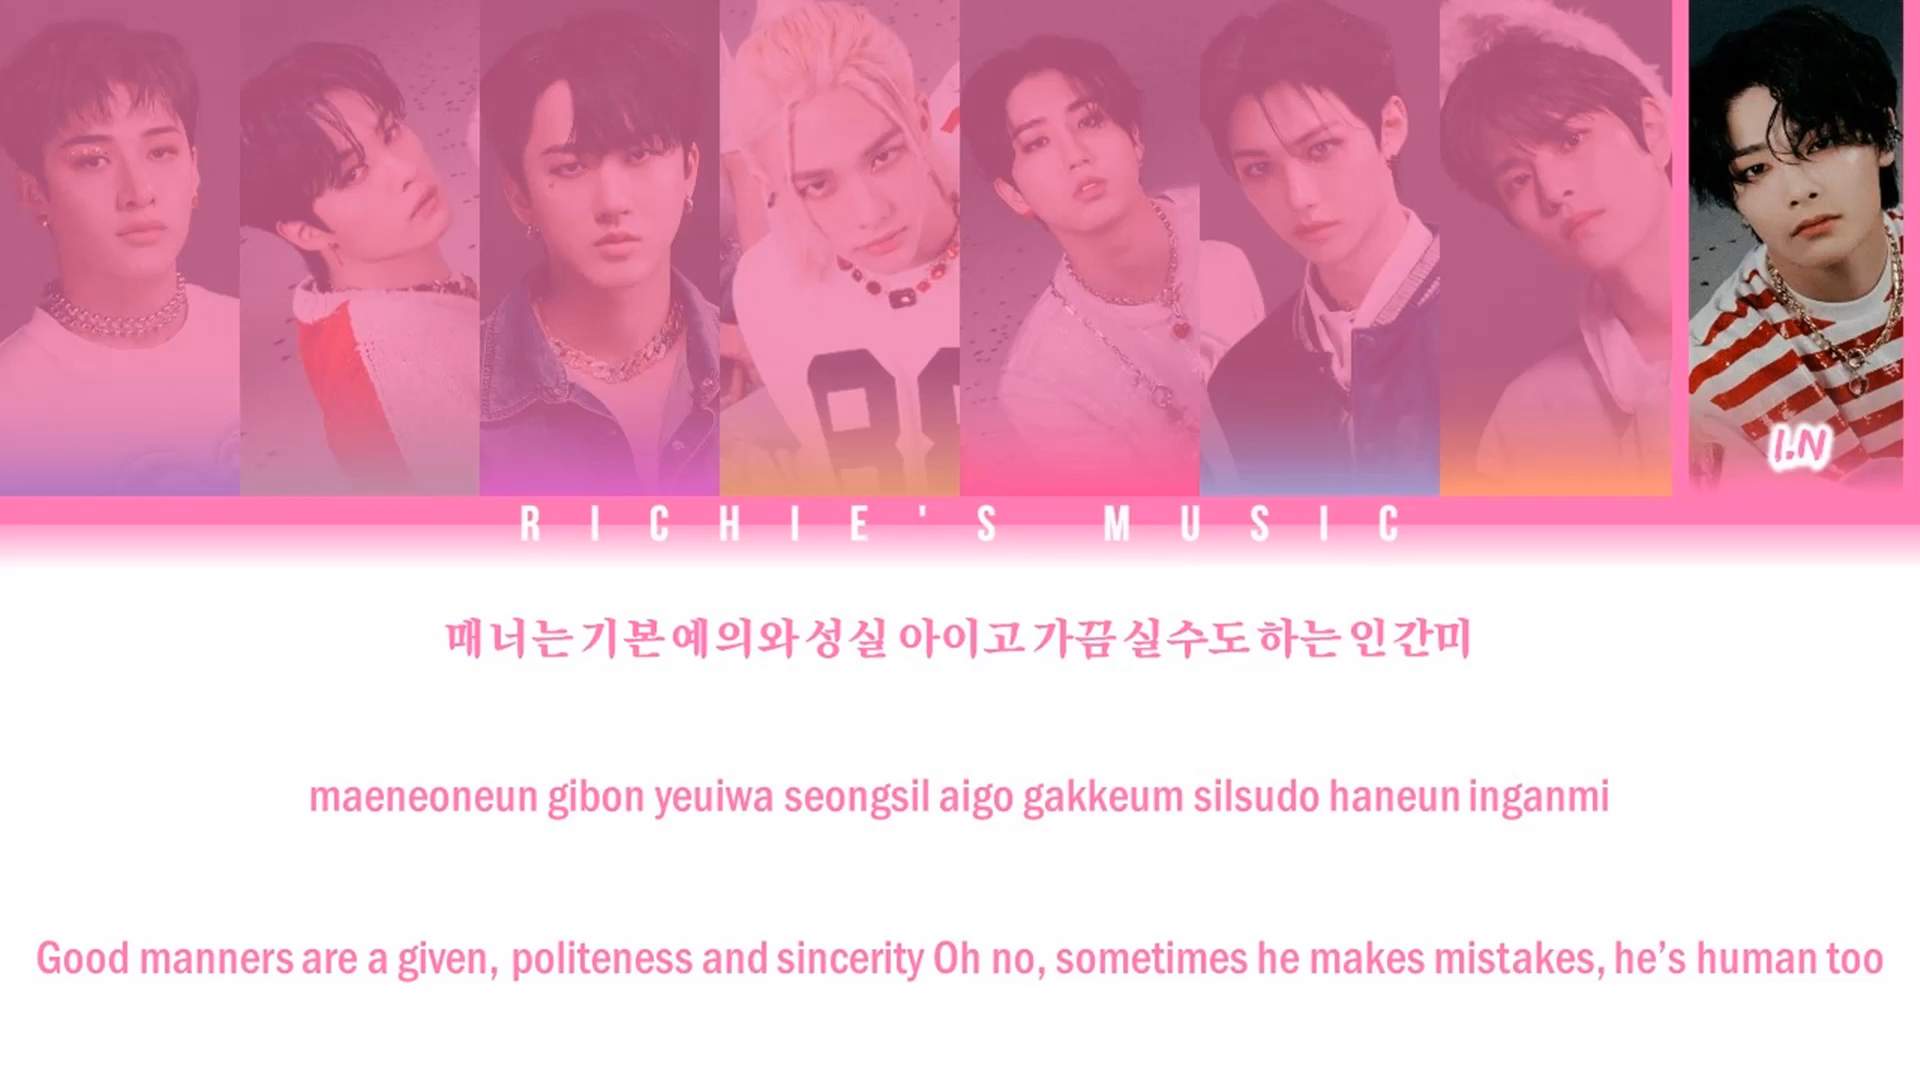 I.N
RICHIE'S MUSIC
매너는 기본 예의와 성실 아이고 가끔 실수도 하는 인간미
maeneoneun gibon yeuiwa seongsil aigo gakkeum silsudo haneun inganmi
Good manners are a given, politeness and sincerity Oh no, sometimes he makes mistakes, he’s human too